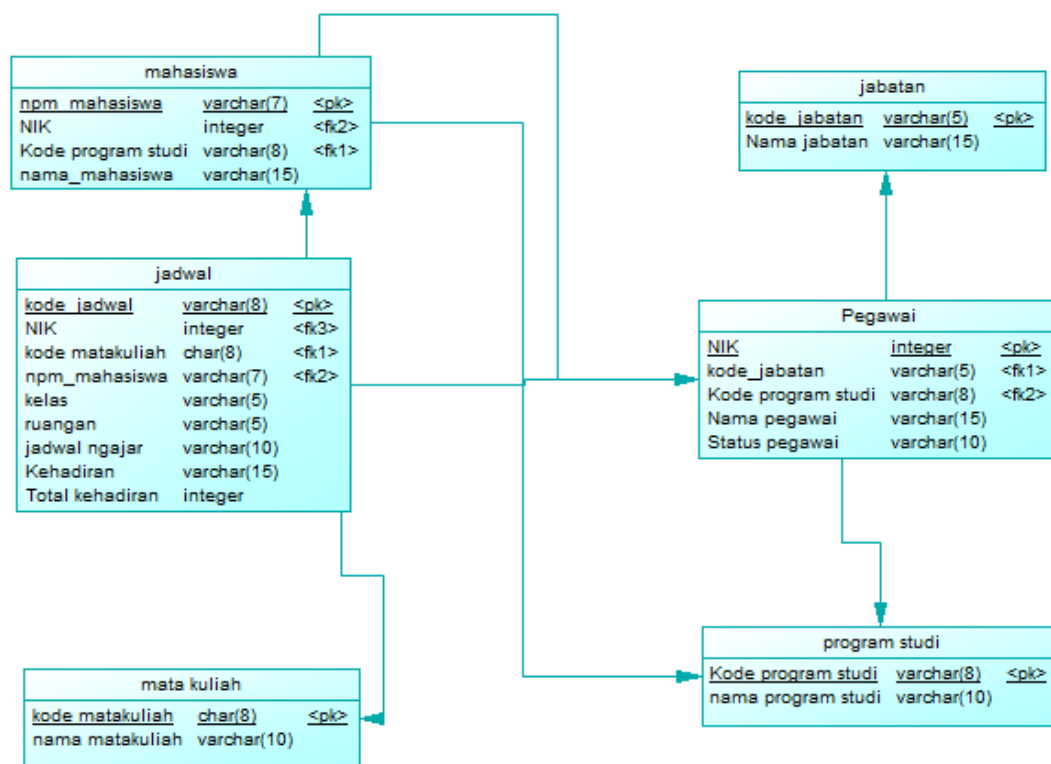 mahasiswa
npm_mahasiswa varchar(7) <pk>
NIK integer <fk2>
Kode program studi varchar(8) <fk1>
nama_mahasiswa varchar(15)
jabatan
kode_jabatan varchar(5) <pk>
Nama jabatan varchar(15)
jadwal
kode_jadwal varchar(8) <pk>
NIK integer <fk3>
kode matakuliah char(8) <fk1>
npm_mahasiswa varchar(7) <fk2>
kelas varchar(5)
ruangan varchar(5)
jadwal ngajar varchar(10)
Kehadiran varchar(15)
Total kehadiran integer
Pegawai
NIK integer <pk>
kode_jabatan varchar(5) <fk1>
Kode program studi varchar(8) <fk2>
Nama pegawai varchar(15)
Status pegawai varchar(10)
mata kuliah
kode matakuliah char(8) <pk>
nama matakuliah varchar(10)
program studi
Kode program studi varchar(8) <pk>
nama program studi varchar(10)